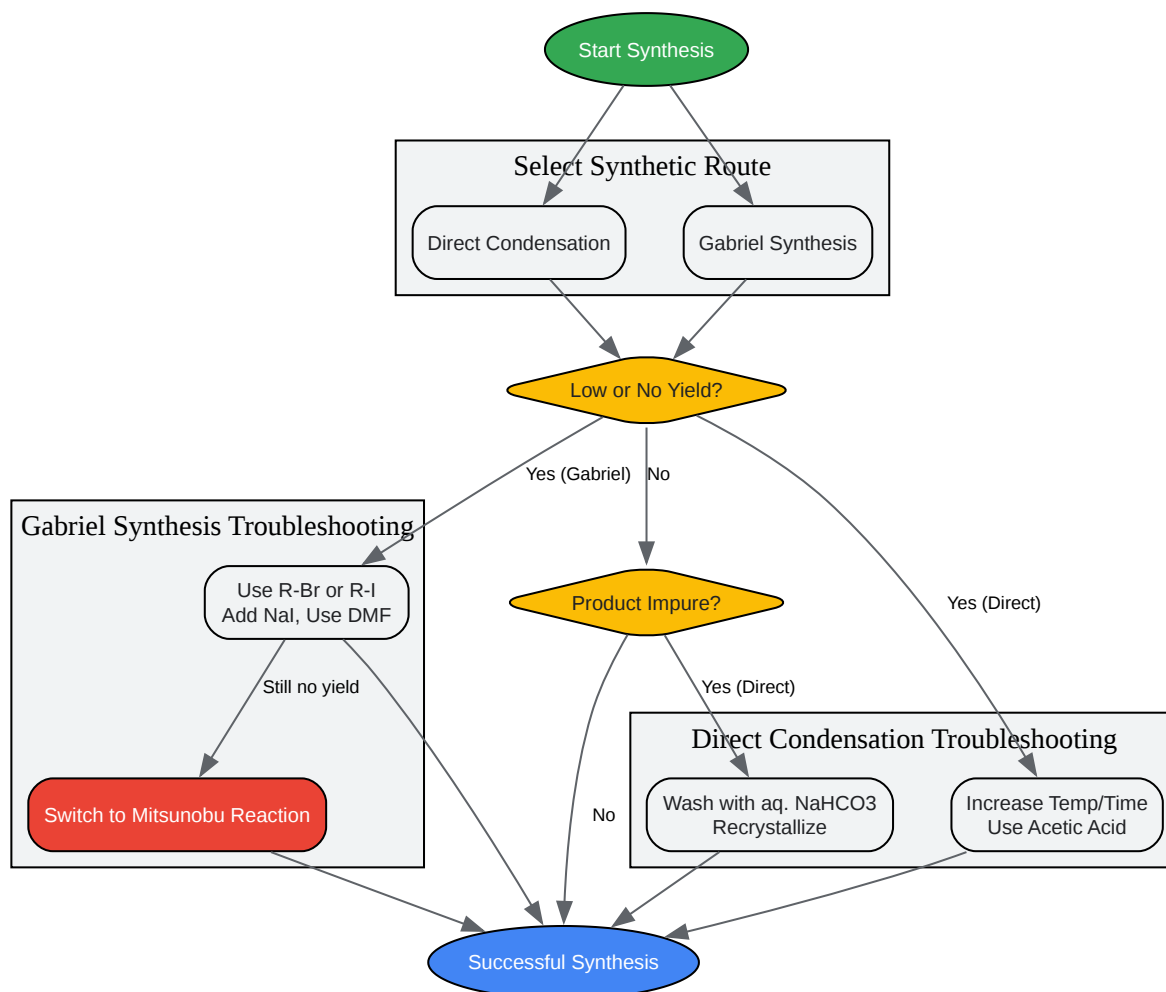 Start Synthesis
Select Synthetic Route
Direct Condensation
Gabriel Synthesis
Low or No Yield?
Yes (Gabriel)
No
Gabriel Synthesis Troubleshooting
Use R-Br or R-I
Add NaI, Use DMF
Product Impure?
Yes (Direct)
Still no yield
Yes (Direct)
Direct Condensation Troubleshooting
Switch to Mitsunobu Reaction
No
Wash with aq. NaHCO3
Recrystallize
Increase Temp/Time
Use Acetic Acid
Successful Synthesis